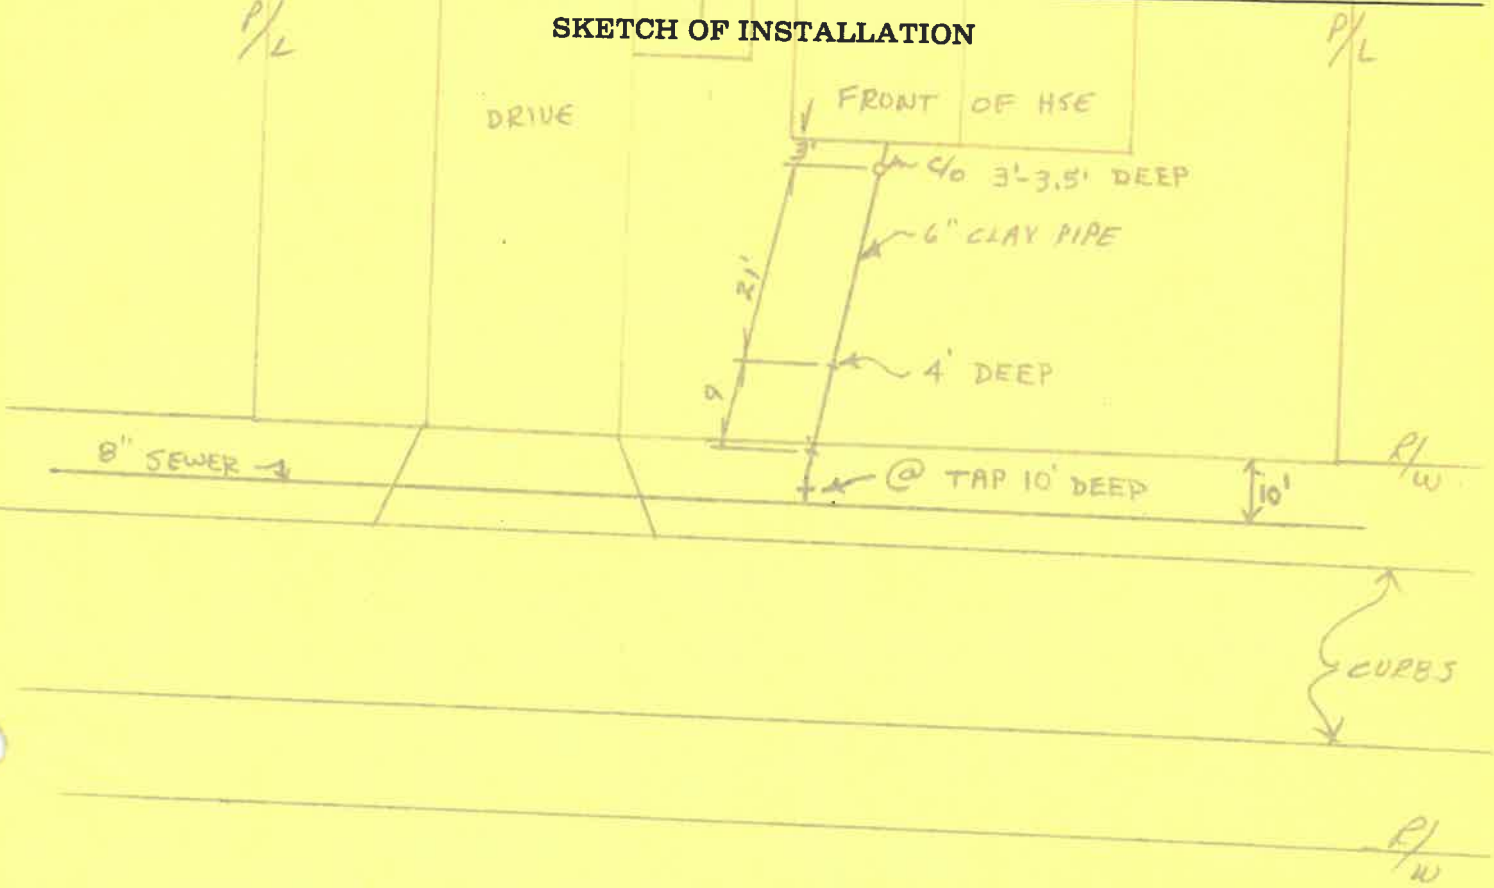 SKETCH OF INSTALLATION
P/L
P/L
DRIVE
FRONT OF HSE
3'
C/O 3'-3.5' DEEP
6" CLAY PIPE
21'
4' DEEP
9
8" SEWER
@ TAP 10' DEEP
10'
R/W
CURBS
R/W